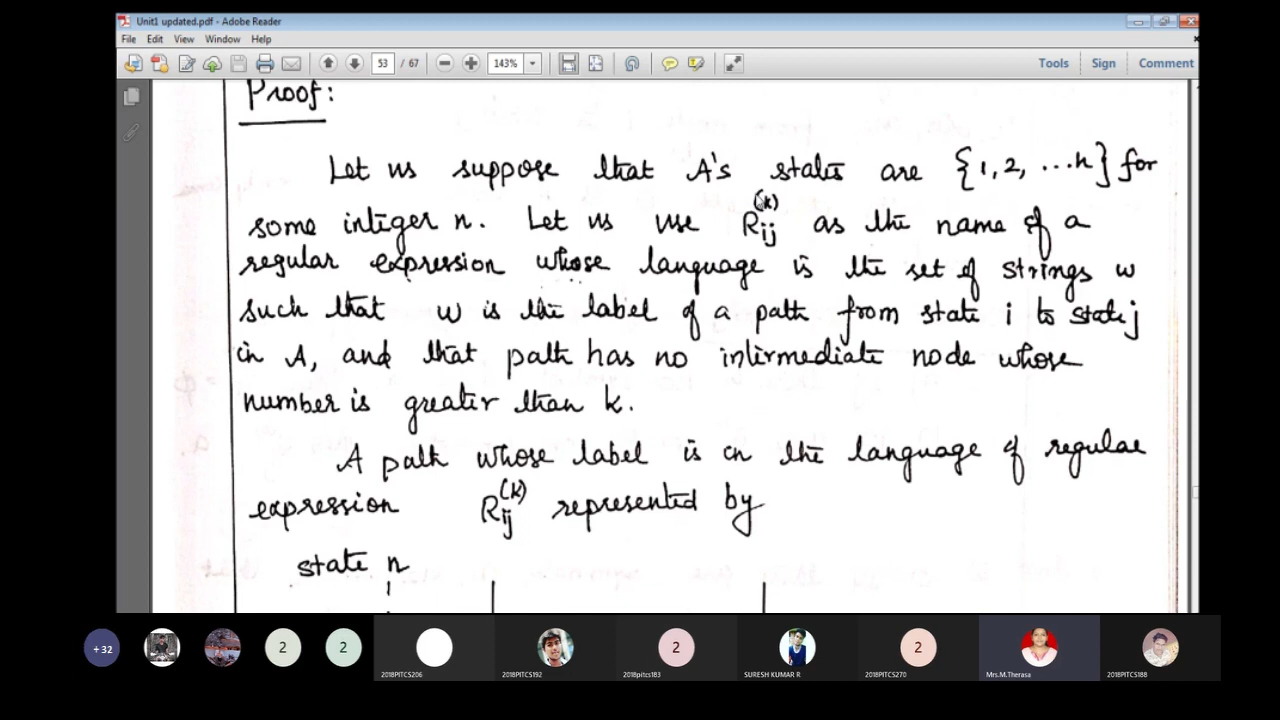 Unit1 updated.pdf - Adobe Reader
File Edit View Window Help
53 / 67 143% Tools Sign Comment
Proof:
Let us suppose that A's states are {1, 2, ...n} for
some integer n. Let us use Rij(k) as the name of a
regular expression whose language is the set of strings w
such that w is the label of a path from state i to state j
in A, and that path has no intermediate node whose
number is greater than k.
A path whose label is in the language of regular
expression Rij(k) represented by
state n
+32 2 2 2 2
2018PITCS206 2018PITCS192 2018pitcs183 SURESH KUMAR R 2018PITCS270 Mrs.M.Therasa 2018PITCS188